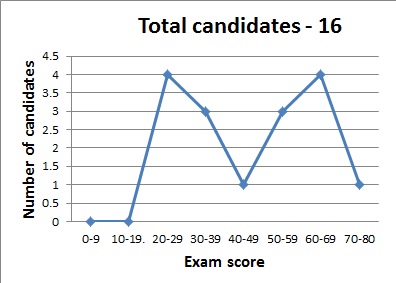 Total candidates - 16
Number of candidates
4.5
4
3.5
3
2.5
2
1.5
1
0.5
0
0-9 10-19. 20-29 30-39 40-49 50-59 60-69 70-80
Exam score